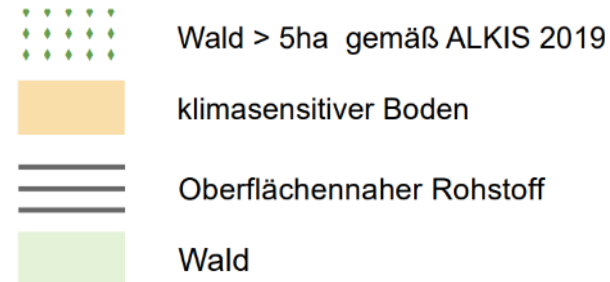 Wald > 5ha gemäß ALKIS 2019
klimasensitiver Boden
Oberflächennaher Rohstoff
Wald